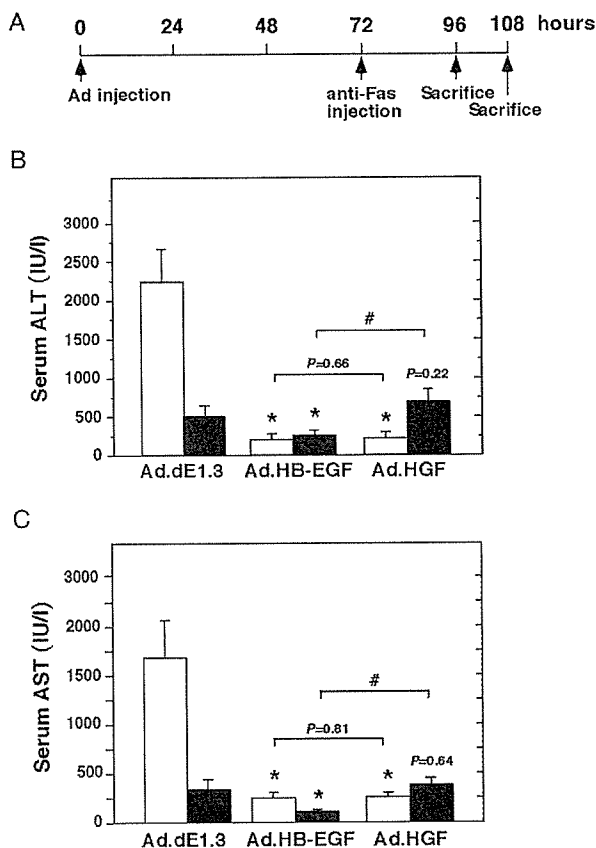 A
0 24 48 72 96 108 hours
Ad injection
anti-Fas
injection
Sacrifice
Sacrifice
B
Serum ALT (IU/l)
3000
2500
2000
1500
1000
500
0
#
P=0.66
P=0.22
* * *
Ad.dE1.3 Ad.HB-EGF Ad.HGF
C
Serum AST (IU/l)
3000
2000
1500
1000
500
0
#
P=0.81
P=0.64
* * *
Ad.dE1.3 Ad.HB-EGF Ad.HGF